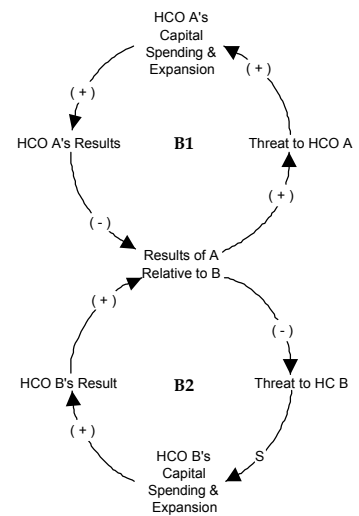 HCO A's
Capital
Spending &
Expansion
( + )
( + )
HCO A's Results
B1
Threat to HCO A
( - )
( + )
Results of A
Relative to B
( + )
( - )
HCO B's Result
B2
Threat to HC B
( + )
S
HCO B's
Capital
Spending &
Expansion